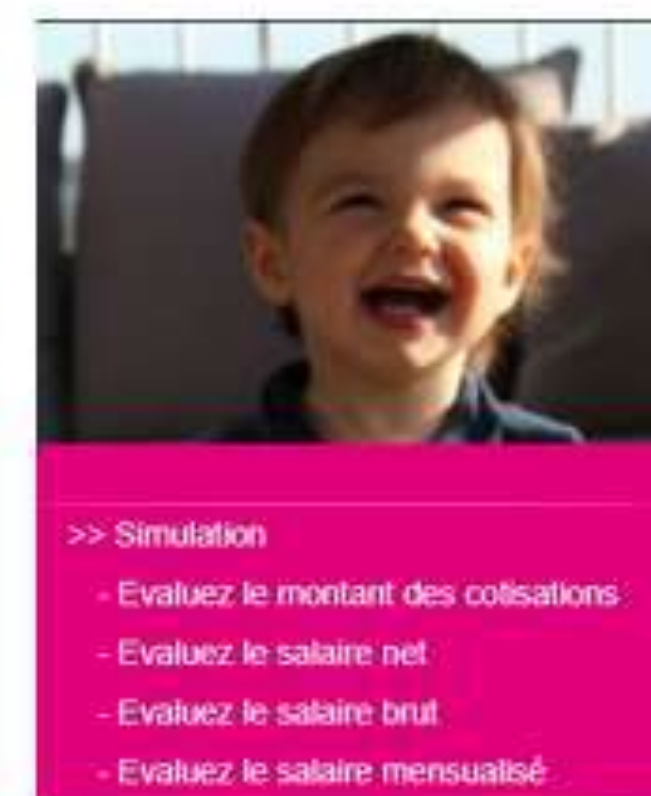 >> Simulation
- Evaluez le montant des cotisations
- Evaluez le salaire net
- Evaluez le salaire brut
- Evaluez le salaire mensualisé